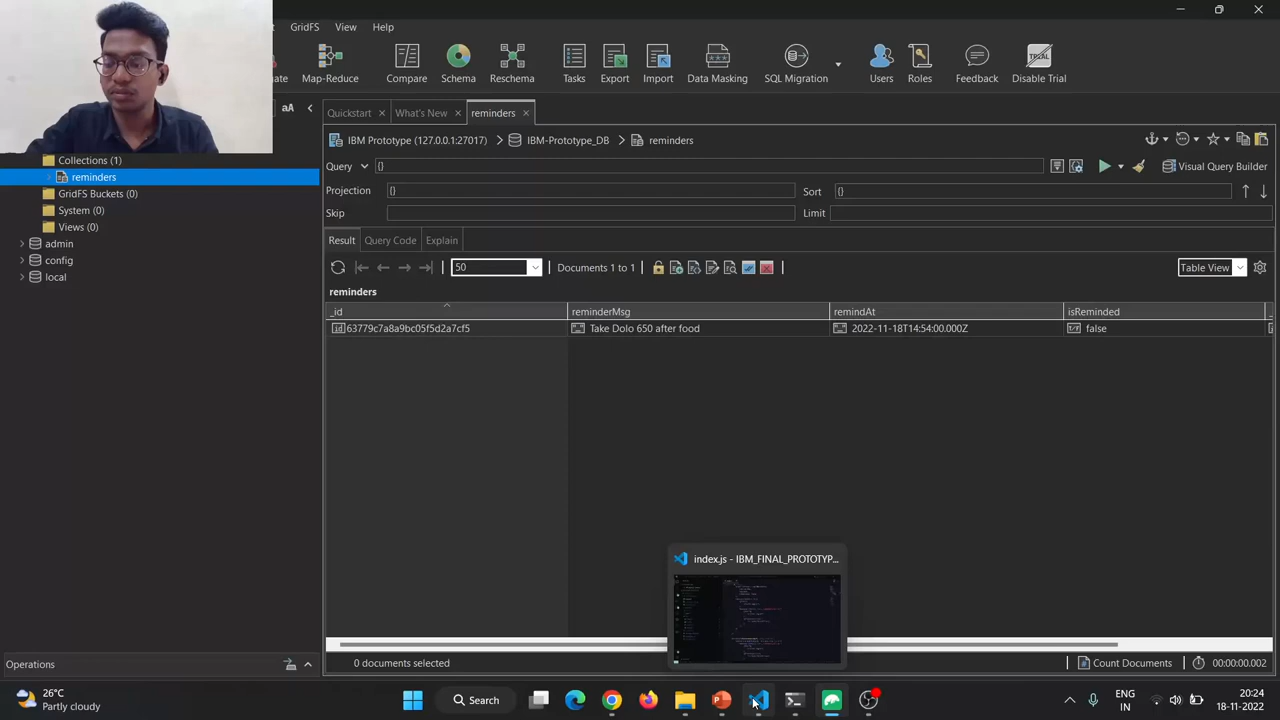 GridFS View Help
Map-Reduce Compare Schema Reschema Tasks Export Import Data Masking SQL Migration Users Roles Feedback Disable Trial
TRIAL
aA
Quickstart What's New reminders
IBM Prototype (127.0.0.1:27017) IBM-Prototype_DB reminders
Collections (1)
reminders
GridFS Buckets (0)
System (0)
Views (0)
admin
config
local
Query {} Visual Query Builder
Projection {} Sort {}
Skip Limit
Result Query Code Explain
50 Documents 1 to 1 Table View
reminders
_id reminderMsg remindAt isReminded
63779c7a8a9bc05f5d2a7cf5 Take Dolo 650 after food 2022-11-18T14:54:00.000Z false
index.js - IBM_FINAL_PROTOTYP...
Operations
0 documents selected Count Documents 00:00:00.002
28°C
Partly cloudy
Search
ENG
IN
20:24
18-11-2022